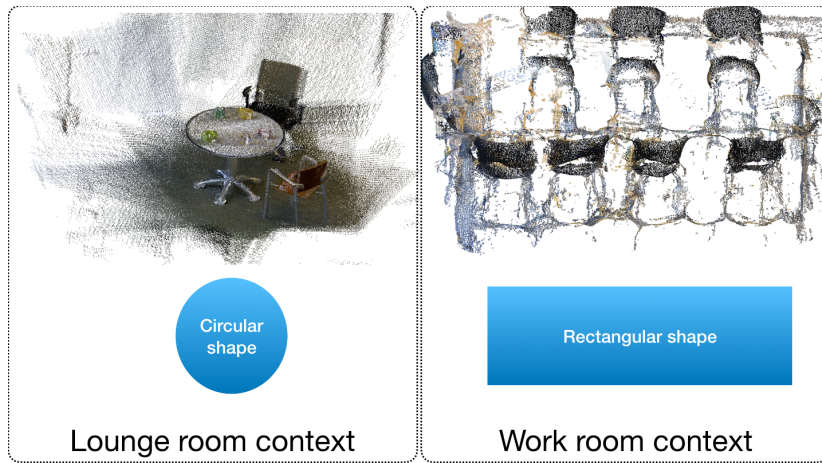 Circular
shape
Rectangular shape
Lounge room context
Work room context